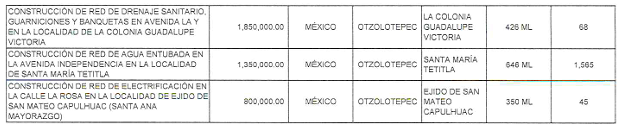 CONSTRUCCIÓN DE RED DE DRENAJE SANITARIO,
GUARNICIONES Y BANQUETAS EN AVENIDA LA Y
EN LA LOCALIDAD DE LA COLONIA GUADALUPE
VICTORIA
1,850,000.00
MÉXICO
OTZOLOTEPEC
LA COLONIA
GUADALUPE
VICTORIA
426 ML
68
CONSTRUCCIÓN DE RED DE AGUA ENTUBADA EN
LA AVENIDA INDEPENDENCIA EN LA LOCALIDAD
DE SANTA MARÍA TETITLA
1,350,000.00
MÉXICO
OTZOLOTEPEC
SANTA MARÍA
TETITLA
546 ML
1,565
CONSTRUCCIÓN DE RED DE ELECTRIFICACIÓN EN
LA CALLE LA ROSA EN LA LOCALIDAD DE EJIDO DE
SAN MATEO CAPULHUAC (SANTA ANA
MAYORAZGO)
800,000.00
MÉXICO
OTZOLOTEPEC
EJIDO DE SAN
MATEO
CAPULHUAC
350 ML
45